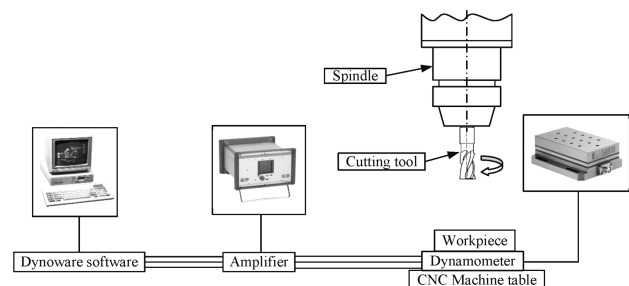 Spindle
Cutting tool
Workpiece
Dynoware software
Amplifier
Dynamometer
CNC Machine table